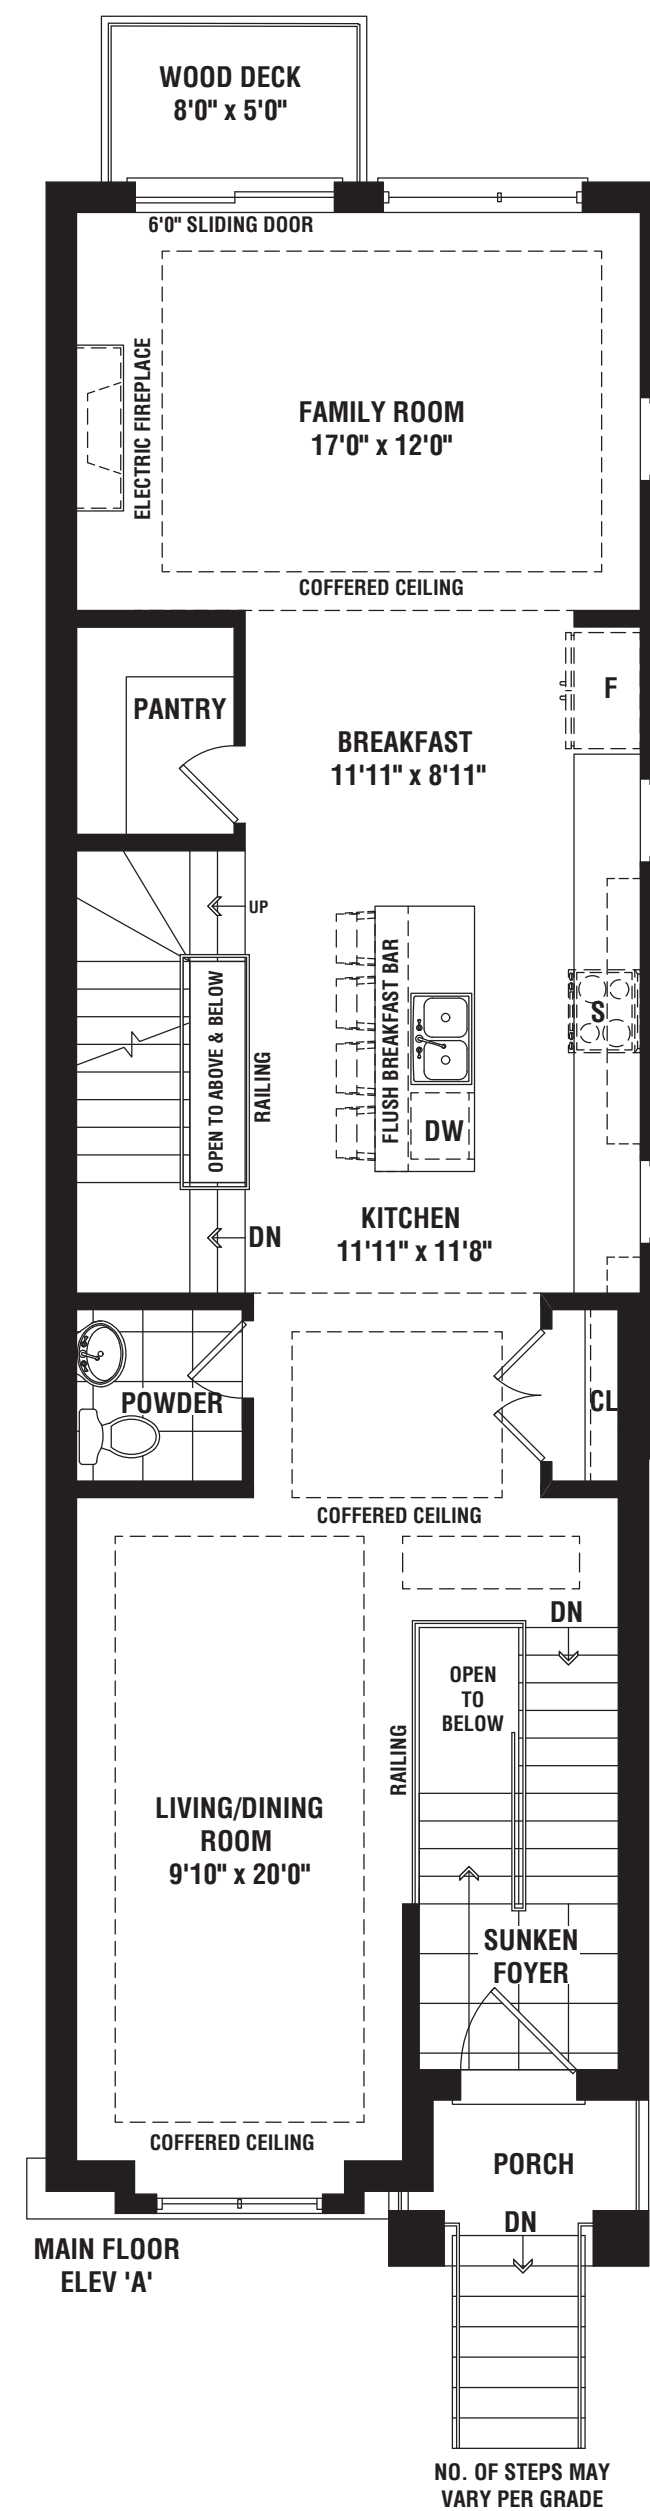 WOOD DECK
8'0" x 5'0"
6'0" SLIDING DOOR
ELECTRIC FIREPLACE
FAMILY ROOM
17'0" x 12'0"
COFFERED CEILING
PANTRY
F
BREAKFAST
11'11" x 8'11"
UP
OPEN TO ABOVE & BELOW
RAILING
FLUSH BREAKFAST BAR
S
DW
DN
KITCHEN
11'11" x 11'8"
POWDER
CL
COFFERED CEILING
DN
OPEN
TO
BELOW
RAILING
LIVING/DINING
ROOM
9'10" x 20'0"
SUNKEN
FOYER
COFFERED CEILING
PORCH
DN
MAIN FLOOR
ELEV 'A'
NO. OF STEPS MAY
VARY PER GRADE